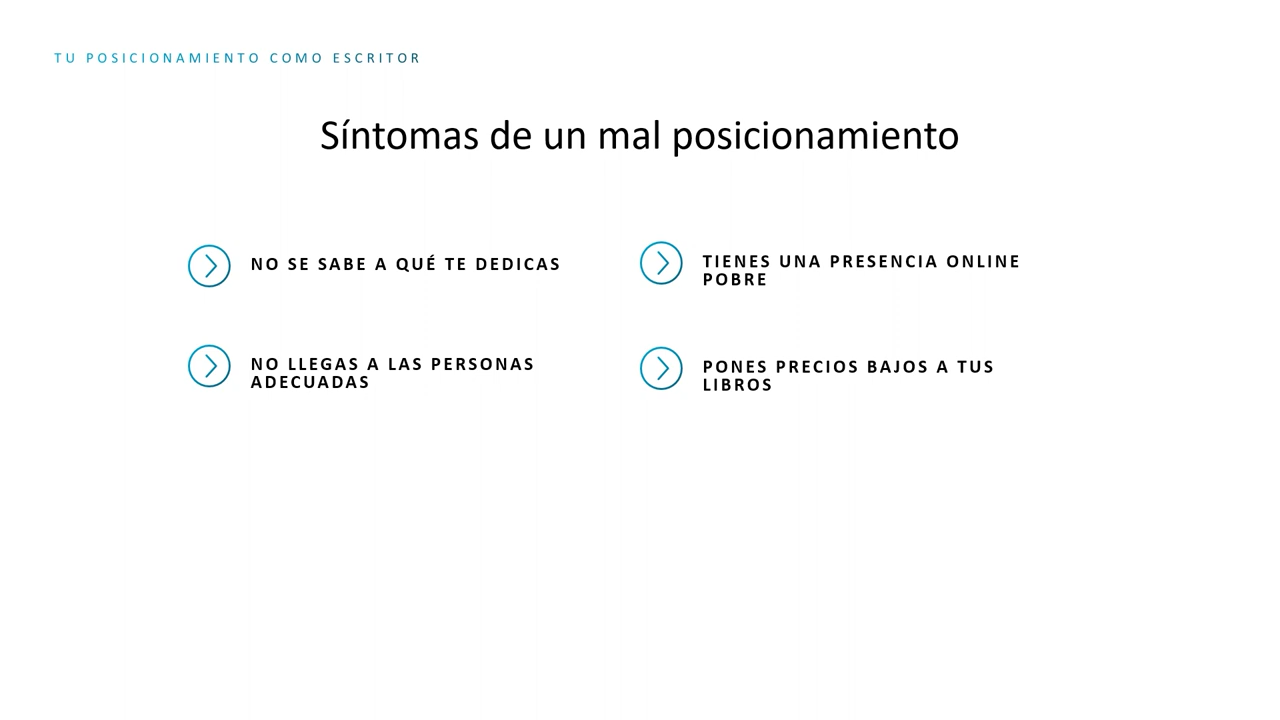 TU POSICIONAMIENTO COMO ESCRITOR
Síntomas de un mal posicionamiento
NO SE SABE A QUÉ TE DEDICAS
TIENES UNA PRESENCIA ONLINE
POBRE
NO LLEGAS A LAS PERSONAS
ADECUADAS
PONES PRECIOS BAJOS A TUS
LIBROS